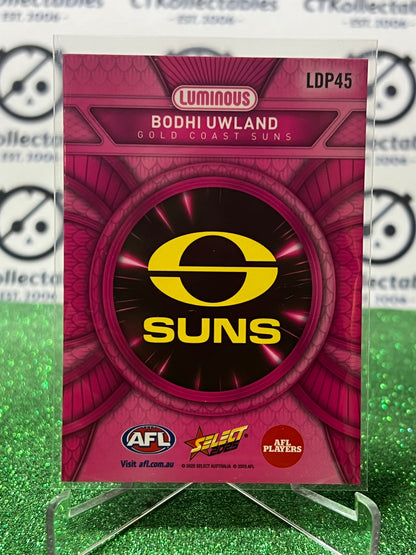 CTKollectables
EST. 2006
LDP45
LUMINOUS
BODHI UWLAND
GOLD COAST SUNS
SUNS
AFL
Visit afl.com.au
SELECT
2025
AFL
PLAYERS